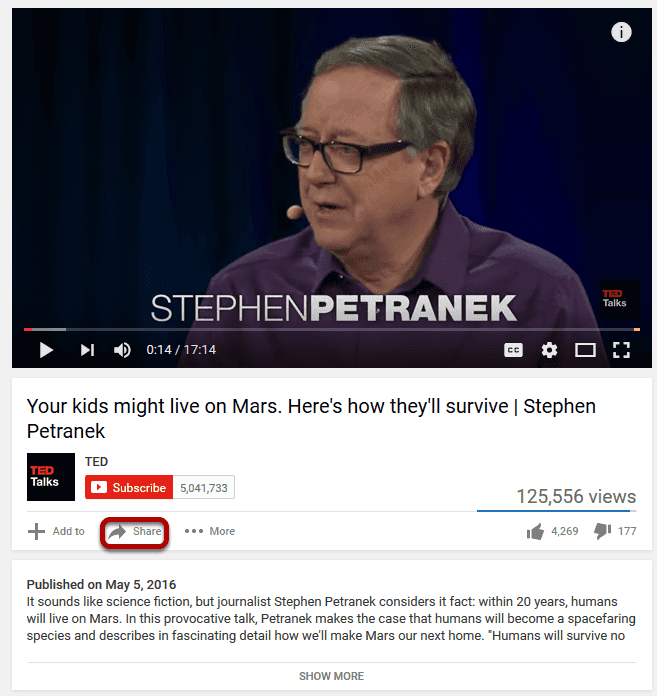 STEPHENPETRANEK
TED
Talks
0:14 / 17:14
CC
Your kids might live on Mars. Here's how they'll survive | Stephen
Petranek
TED
Talks
TED
Subscribe 5,041,733
125,556 views
Add to Share More 4,269 177
Published on May 5, 2016
It sounds like science fiction, but journalist Stephen Petranek considers it fact: within 20 years, humans
will live on Mars. In this provocative talk, Petranek makes the case that humans will become a spacefaring
species and describes in fascinating detail how we'll make Mars our next home. "Humans will survive no
SHOW MORE